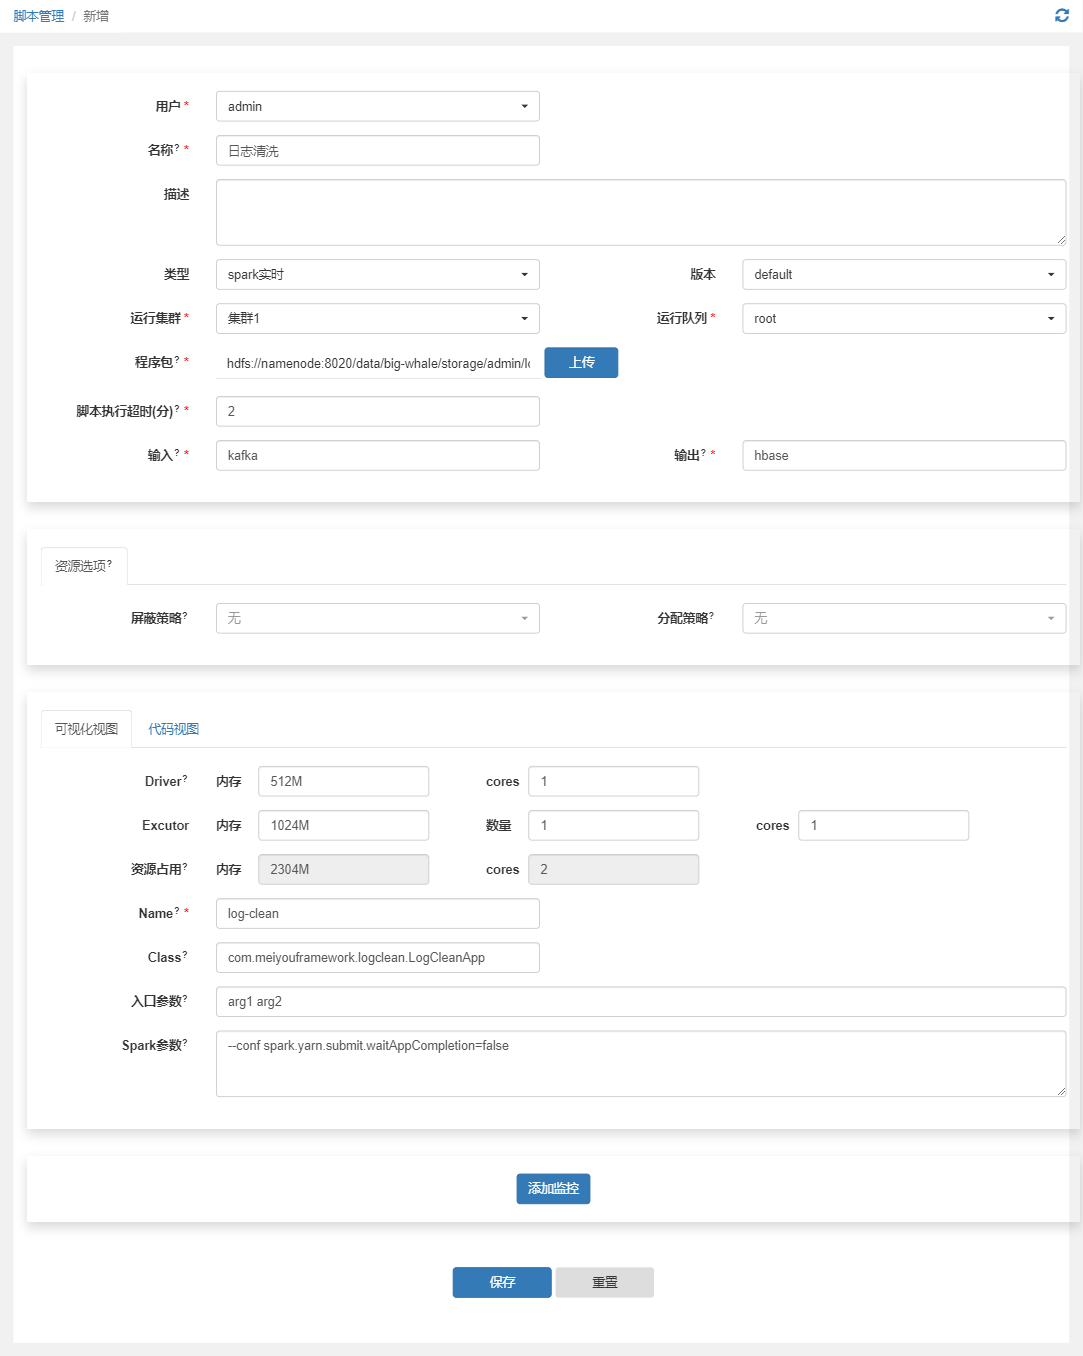 脚本管理 / 新增
用户 * admin
名称? * 日志清洗
描述
类型 spark实时 版本 default
运行集群 * 集群1 运行队列 * root
程序包? * hdfs://namenode:8020/data/big-whale/storage/admin/lo 上传
脚本执行超时(分)? * 2
输入? * kafka 输出? * hbase
资源选项?
屏蔽策略? 无 分配策略? 无
可视化视图 代码视图
Driver? 内存 512M cores 1
Excutor 内存 1024M 数量 1 cores 1
资源占用? 内存 2304M cores 2
Name? * log-clean
Class? com.meiyouframework.logclean.LogCleanApp
入口参数? arg1 arg2
Spark参数? --conf spark.yarn.submit.waitAppCompletion=false
添加监控
保存 重置